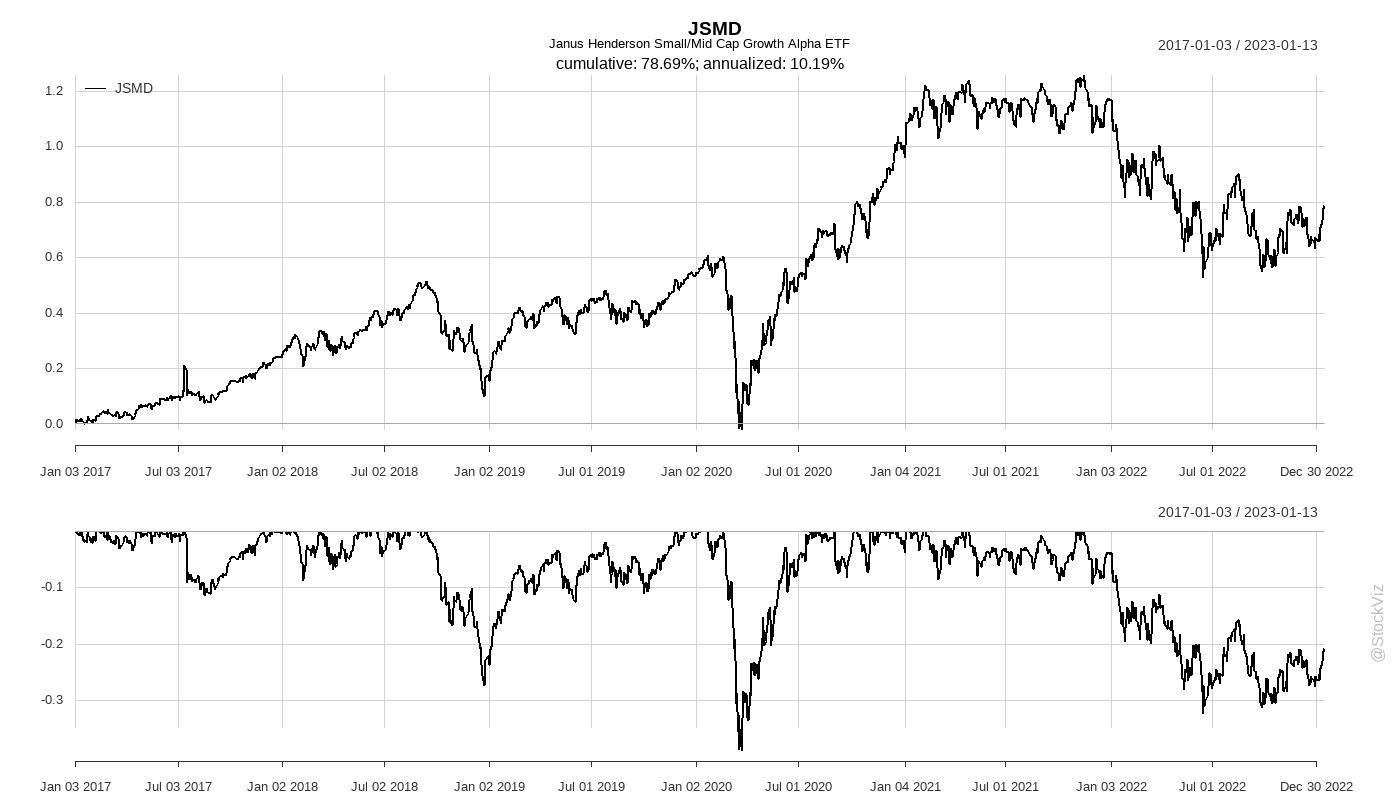 JSMD
Janus Henderson Small/Mid Cap Growth Alpha ETF
cumulative: 78.69%; annualized: 10.19%
2017-01-03 / 2023-01-13
JSMD
1.2
1.0
0.8
0.6
0.4
0.2
0.0
Jan 03 2017 Jul 03 2017 Jan 02 2018 Jul 02 2018 Jan 02 2019 Jul 01 2019 Jan 02 2020 Jul 01 2020 Jan 04 2021 Jul 01 2021 Jan 03 2022 Jul 01 2022 Dec 30 2022
2017-01-03 / 2023-01-13
-0.1
-0.2
-0.3
Jan 03 2017 Jul 03 2017 Jan 02 2018 Jul 02 2018 Jan 02 2019 Jul 01 2019 Jan 02 2020 Jul 01 2020 Jan 04 2021 Jul 01 2021 Jan 03 2022 Jul 01 2022 Dec 30 2022
@StockViz